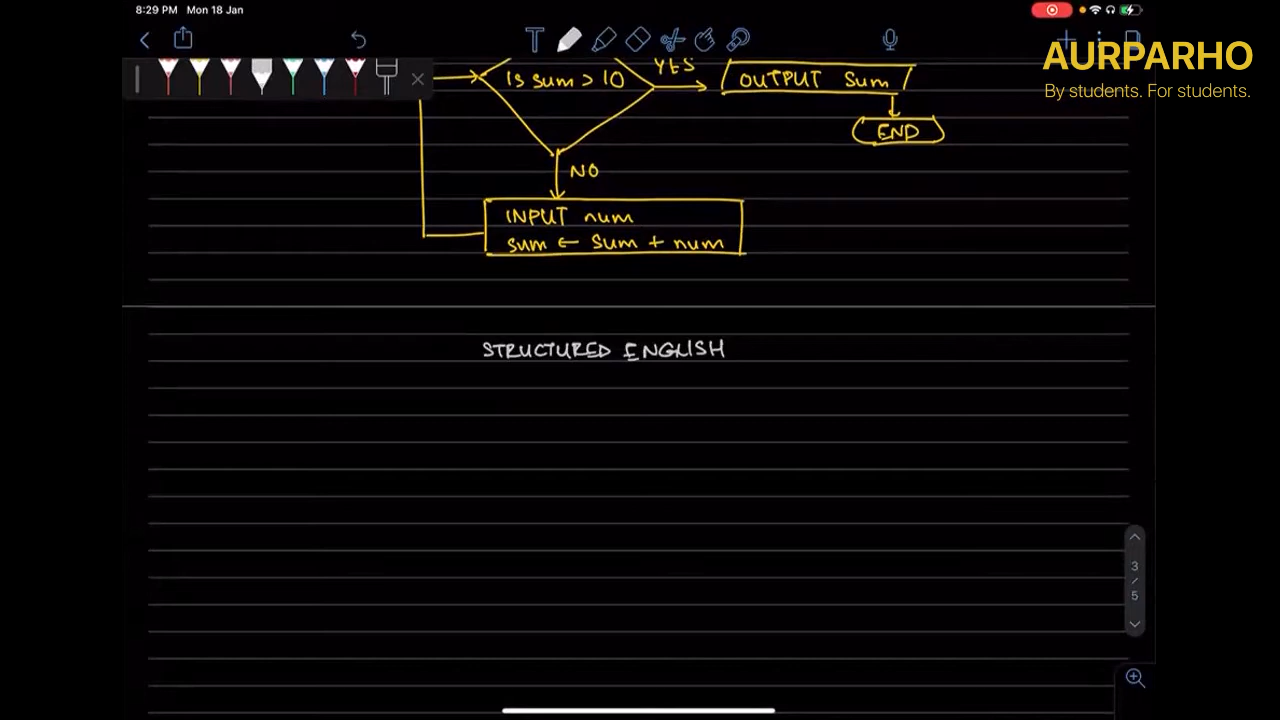 8:29 PM Mon 18 Jan
AURPARHO
By students. For students.
YES
Is sum > 10
OUTPUT Sum
END
NO
INPUT num
sum ← sum + num
STRUCTURED ENGLISH
3
/
5